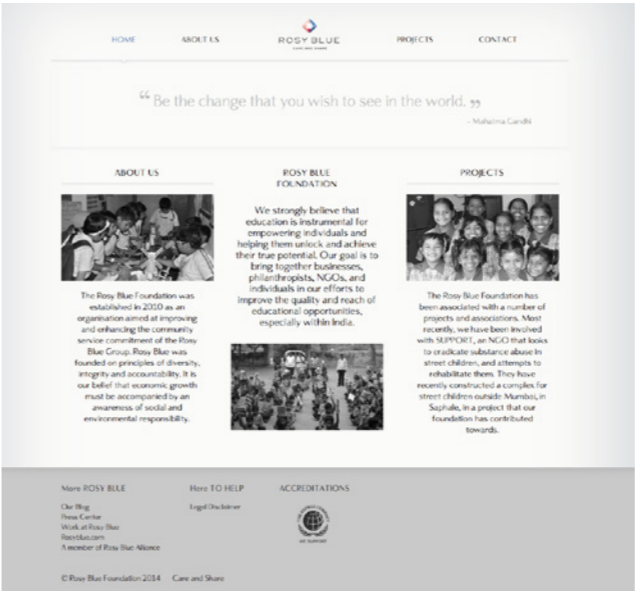 HOME
ABOUT US
ROSY BLUE
CARE AND SHARE
PROJECTS
CONTACT
“ Be the change that you wish to see in the world. ”
- Mahatma Gandhi
ABOUT US
The Rosy Blue Foundation was
established in 2010 as an
organisation aimed at improving
and enhancing the community
service commitment of the Rosy
Blue Group. Rosy Blue was
founded on principles of diversity,
integrity and accountability. It is
our belief that economic growth
must be accompanied by an
awareness of social and
environmental responsibility.
ROSY BLUE
FOUNDATION
We strongly believe that
education is instrumental for
empowering individuals and
helping them unlock and achieve
their true potential. Our goal is to
bring together businesses,
philanthropists, NGOs, and
individuals in our efforts to
improve the quality and reach of
educational opportunities,
especially within India.
PROJECTS
The Rosy Blue Foundation has
been associated with a number of
projects and associations. Most
recently, we have been involved
with SUPPORT, an NGO that looks
to eradicate substance abuse in
street children, and attempts to
rehabilitate them. They have
recently constructed a complex for
street children outside Mumbai, in
Saphale, in a project that our
foundation has contributed
towards.
More ROSY BLUE
Our Blog
Press Center
Work at Rosy Blue
Rosyblue.com
A member of Rosy Blue Alliance
Here TO HELP
Legal Disclaimer
ACCREDITATIONS
WE SUPPORT
© Rosy Blue Foundation 2014
Care and Share